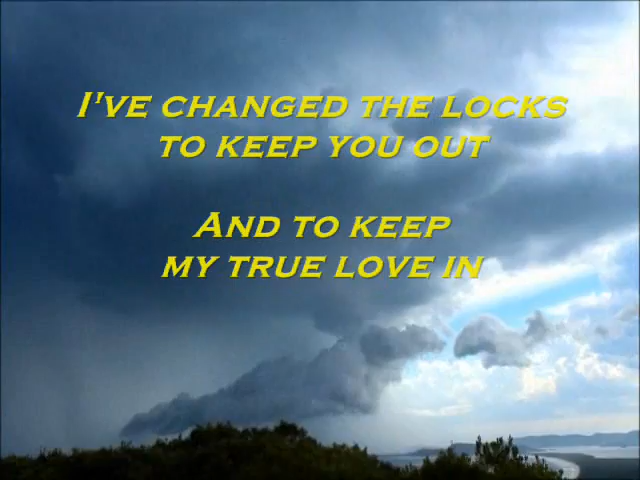 I've changed the locks
to keep you out
And to keep
my true love in